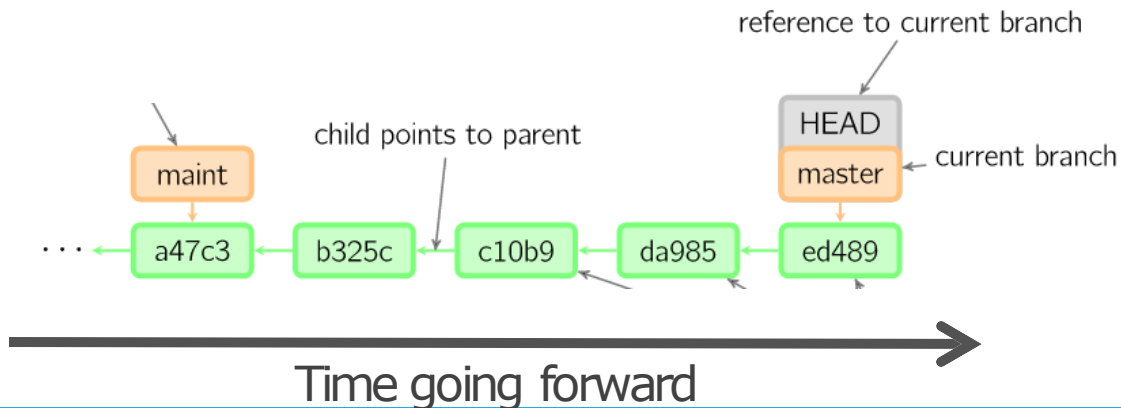 reference to current branch
HEAD
child points to parent
maint
master
current branch
...
a47c3
b325c
c10b9
da985
ed489
Time going forward